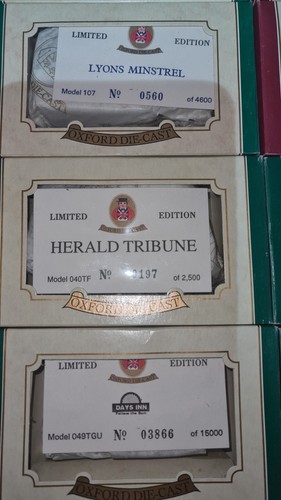 LIMITED EDITION
LYONS MINSTREL
Model 107 Nº 0560 of 4600
OXFORD DIE-CAST
LIMITED EDITION
HERALD TRIBUNE
Model 040TF Nº 197 of 2,500
OXFORD DIE-CAST
LIMITED EDITION
DAYS INN
Model 049TGU Nº 03866 of 15000
OXFORD DIE-CAST